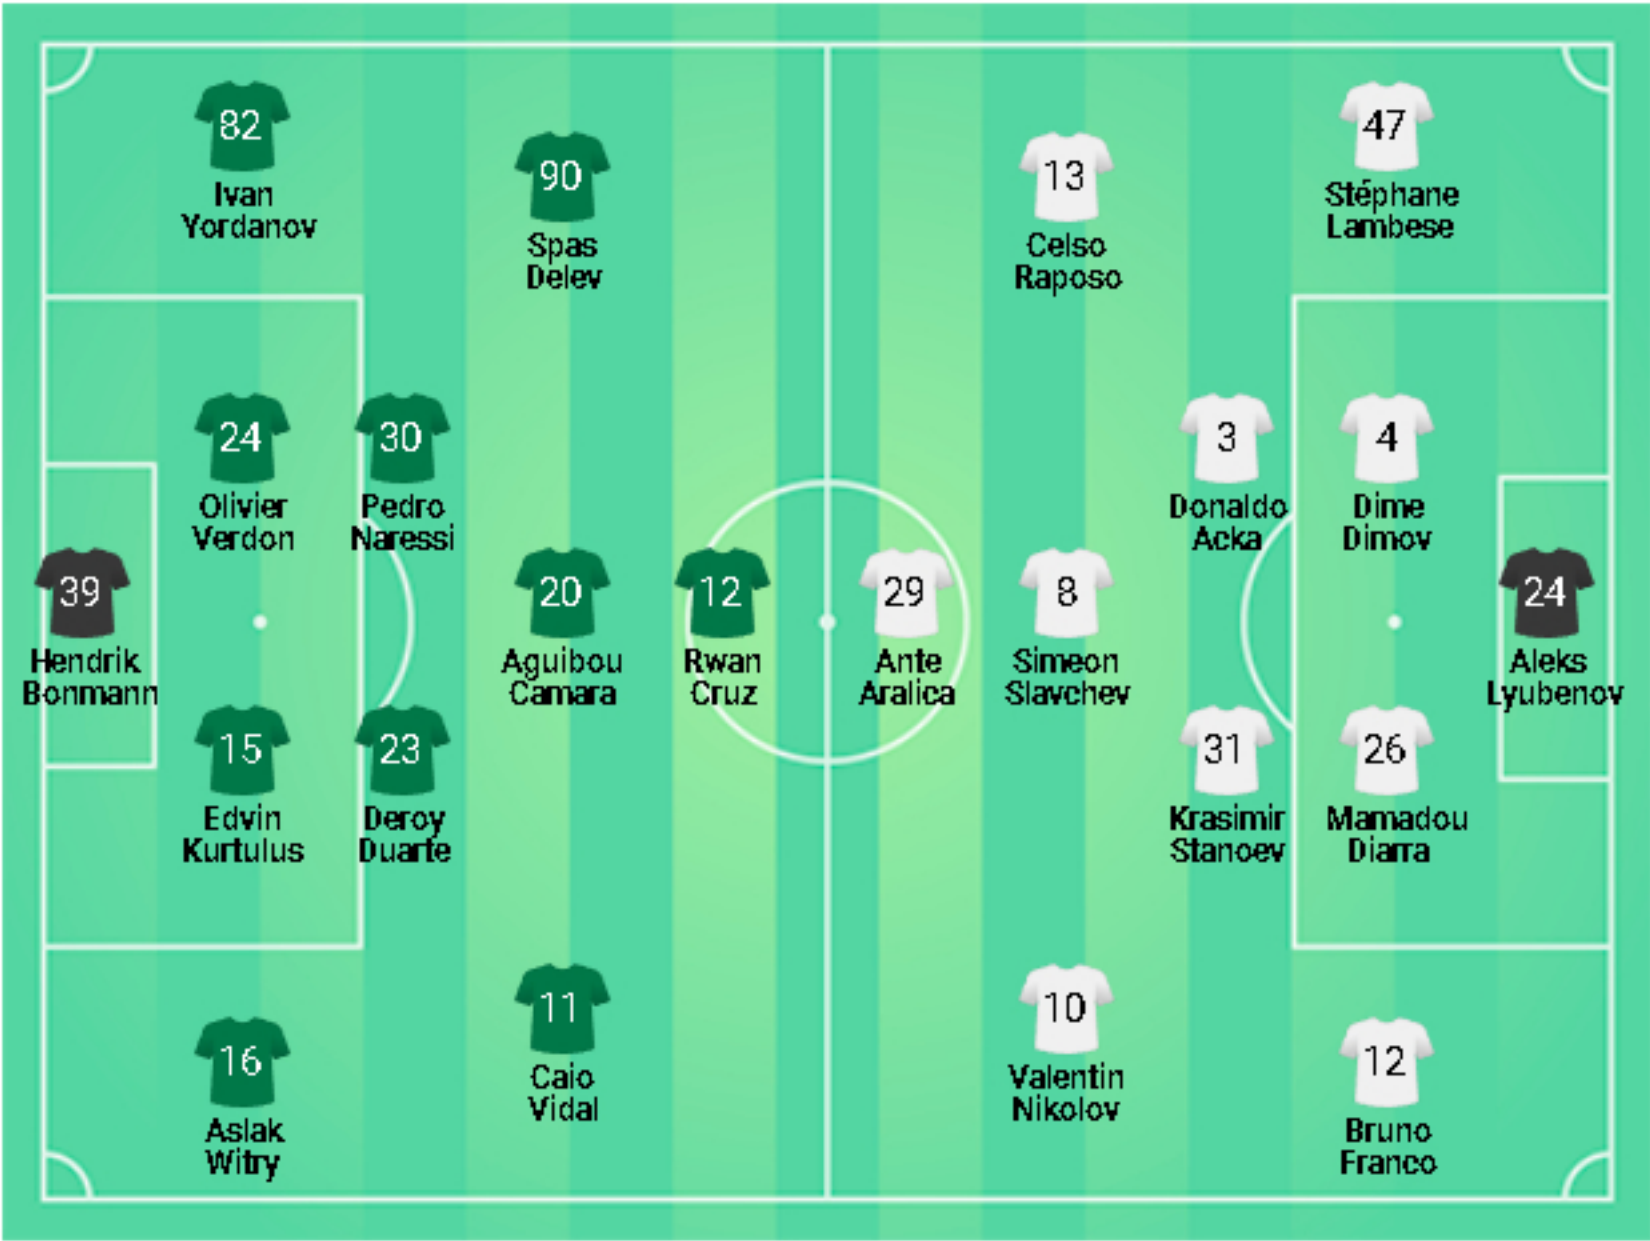 82
Ivan
Yordanov
90
Spas
Delev
13
Celso
Raposo
47
Stéphane
Lambese
24
Olivier
Verdon
30
Pedro
Naressi
3
Donaldo
Acka
4
Dime
Dimov
39
Hendrik
Bonmann
20
Aguibou
Camara
12
Rwan
Cruz
29
Ante
Aralica
8
Simeon
Slavchev
24
Aleks
Lyubenov
15
Edvin
Kurtulus
23
Deroy
Duarte
31
Krasimir
Stanoev
26
Mamadou
Diarra
16
Aslak
Witry
11
Caio
Vidal
10
Valentin
Nikolov
12
Bruno
Franco